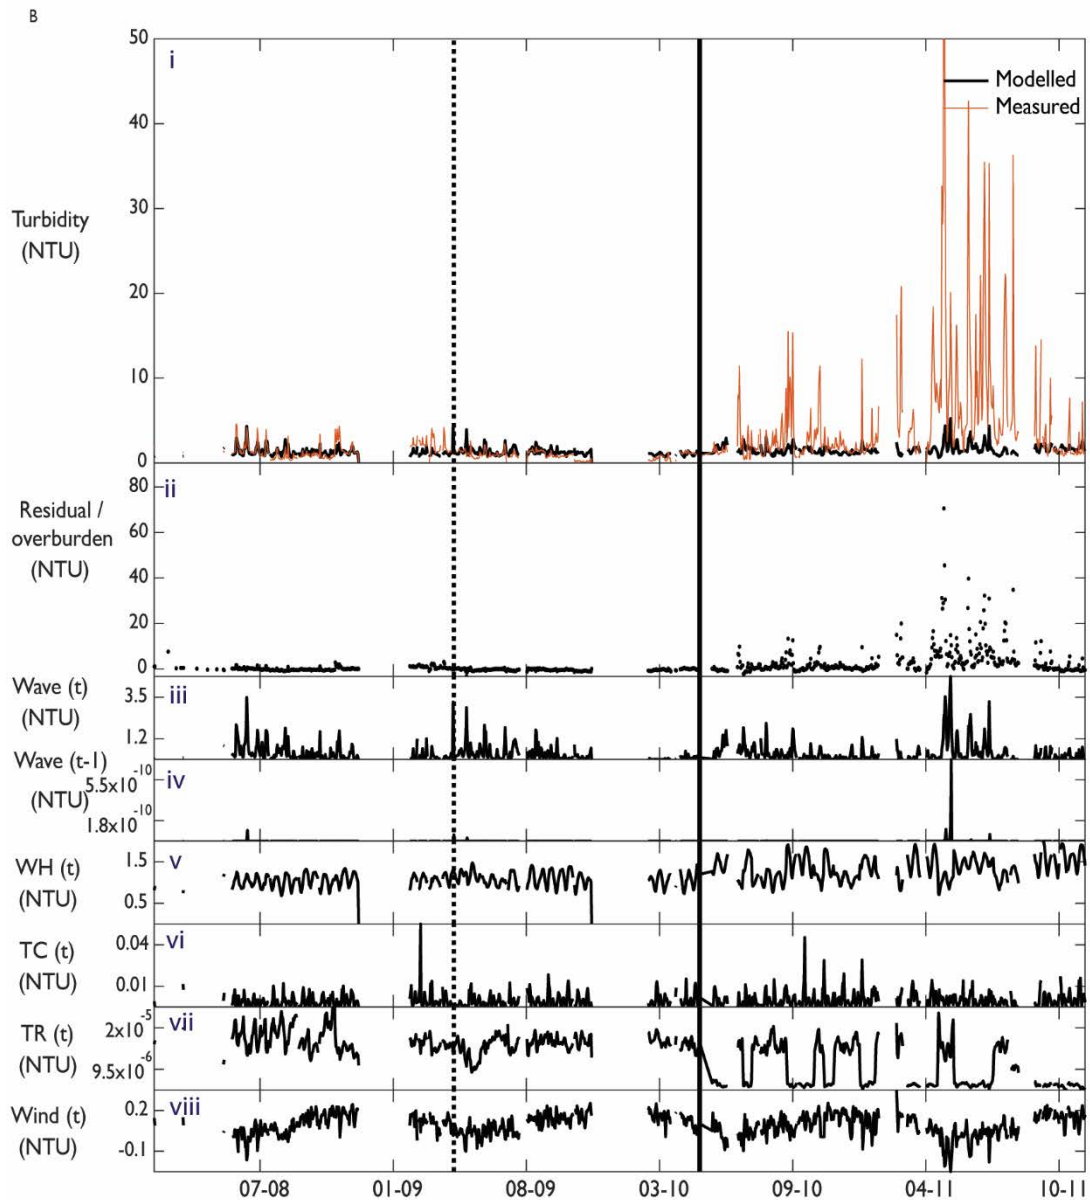 B
i
50
40
30
20
10
0
Turbidity
(NTU)
Modelled
Measured
ii
Residual /
overburden
(NTU)
80
60
40
20
0
iii
Wave (t)
(NTU)
3.5
1.2
iv
Wave (t-1)
(NTU)
5.5x10^-10
1.8x10^-10
v
WH (t)
(NTU)
1.5
0.5
vi
TC (t)
(NTU)
0.04
0.01
vii
TR (t)
(NTU)
2x10^-5
9.5x10^-6
viii
Wind (t)
(NTU)
0.2
-0.1
07-08
01-09
08-09
03-10
09-10
04-11
10-11